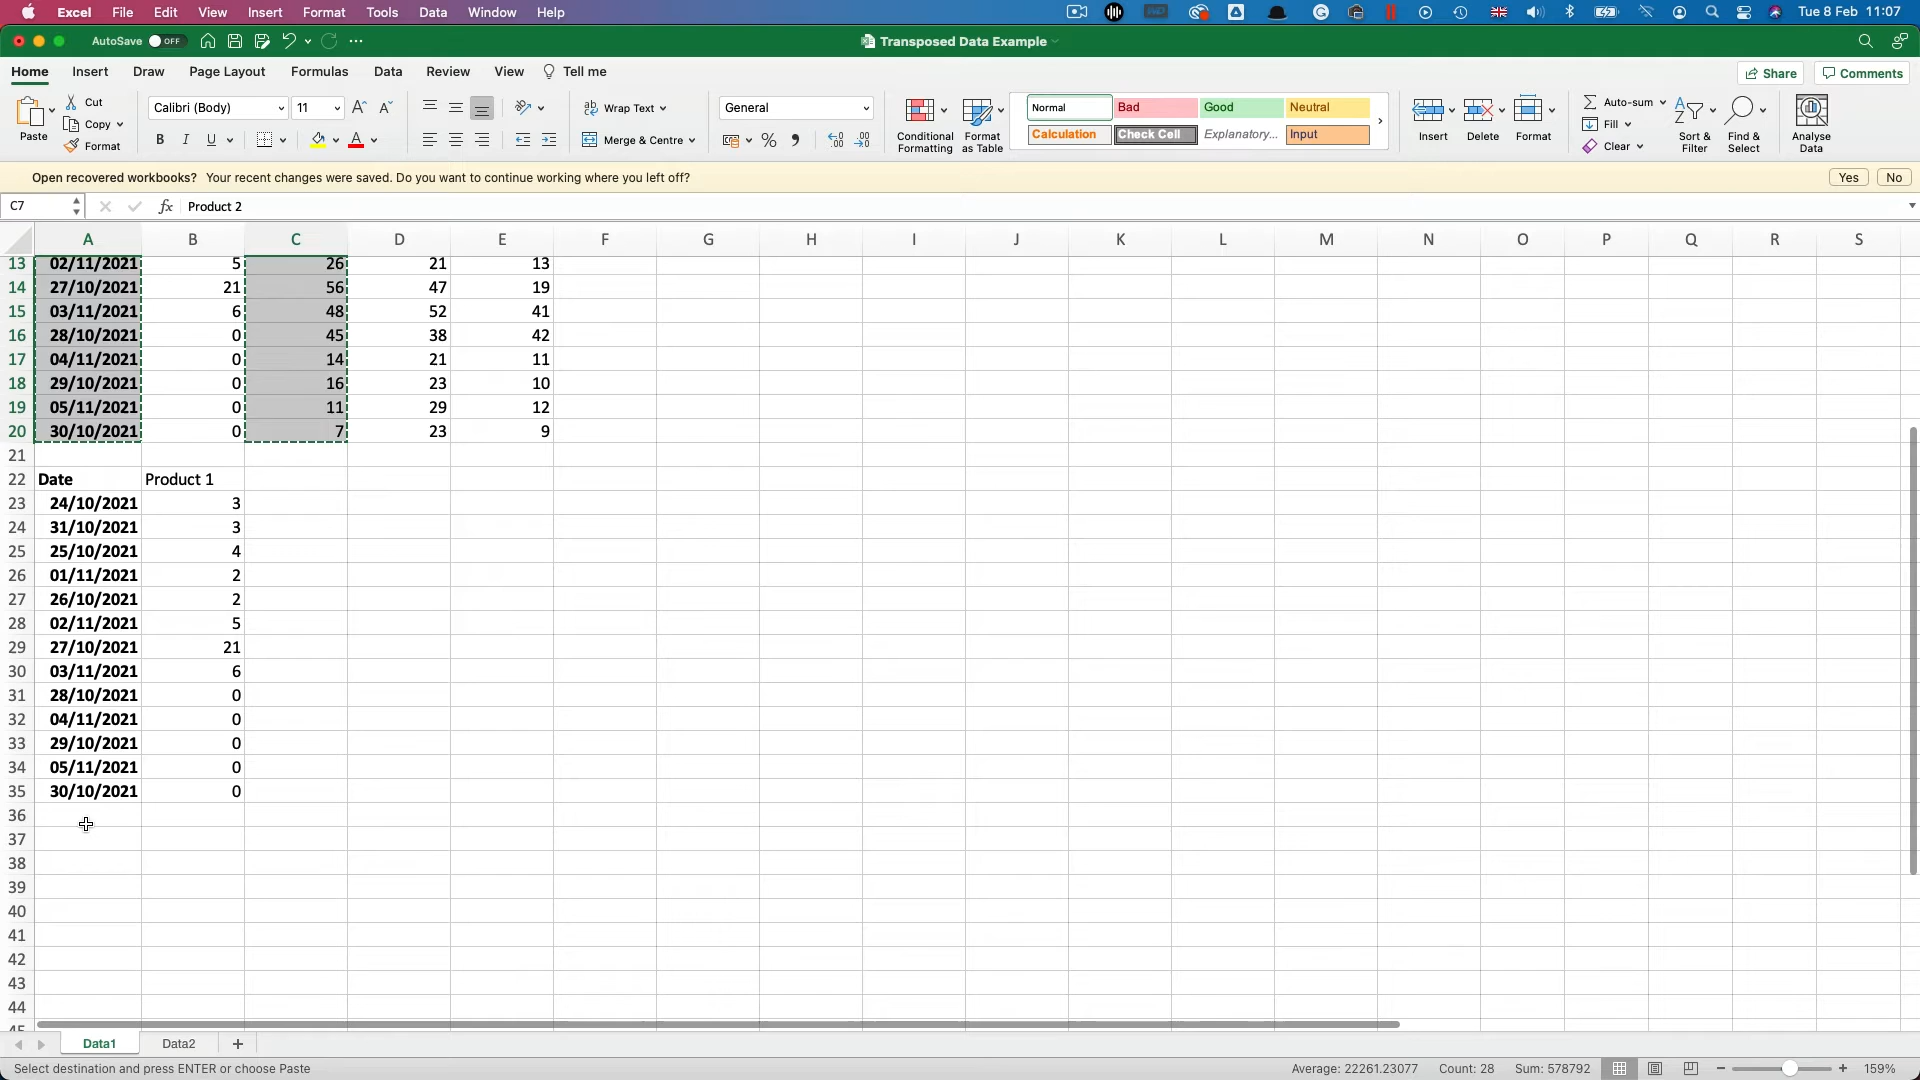 Excel File Edit View Insert Format Tools Data Window Help Tue 8 Feb 11:07
AutoSave OFF Transposed Data Example
Home Insert Draw Page Layout Formulas Data Review View Tell me Share Comments
Paste Cut Copy Format
Calibri (Body) 11
B I U A
ab Wrap Text
Merge & Centre
General
%
Conditional Formatting
Format as Table
Normal Bad Good Neutral
Calculation Check Cell Explanatory... Input
Insert Delete Format
Auto-sum
Fill
Clear
Sort & Filter
Find & Select
Analyse Data
Open recovered workbooks? Your recent changes were saved. Do you want to continue working where you left off? Yes No
C7 fx Product 2
A B C D E F G H I J K L M N O P Q R S
13 02/11/2021 5 26 21 13
14 27/10/2021 21 56 47 19
15 03/11/2021 6 48 52 41
16 28/10/2021 0 45 38 42
17 04/11/2021 0 14 21 11
18 29/10/2021 0 16 23 10
19 05/11/2021 0 11 29 12
20 30/10/2021 0 7 23 9
21
22 Date Product 1
23 24/10/2021 3
24 31/10/2021 3
25 25/10/2021 4
26 01/11/2021 2
27 26/10/2021 2
28 02/11/2021 5
29 27/10/2021 21
30 03/11/2021 6
31 28/10/2021 0
32 04/11/2021 0
33 29/10/2021 0
34 05/11/2021 0
35 30/10/2021 0
36
37
38
39
40
41
42
43
44
Data1 Data2 +
Select destination and press ENTER or choose Paste Average: 22261.23077 Count: 28 Sum: 578792 159%